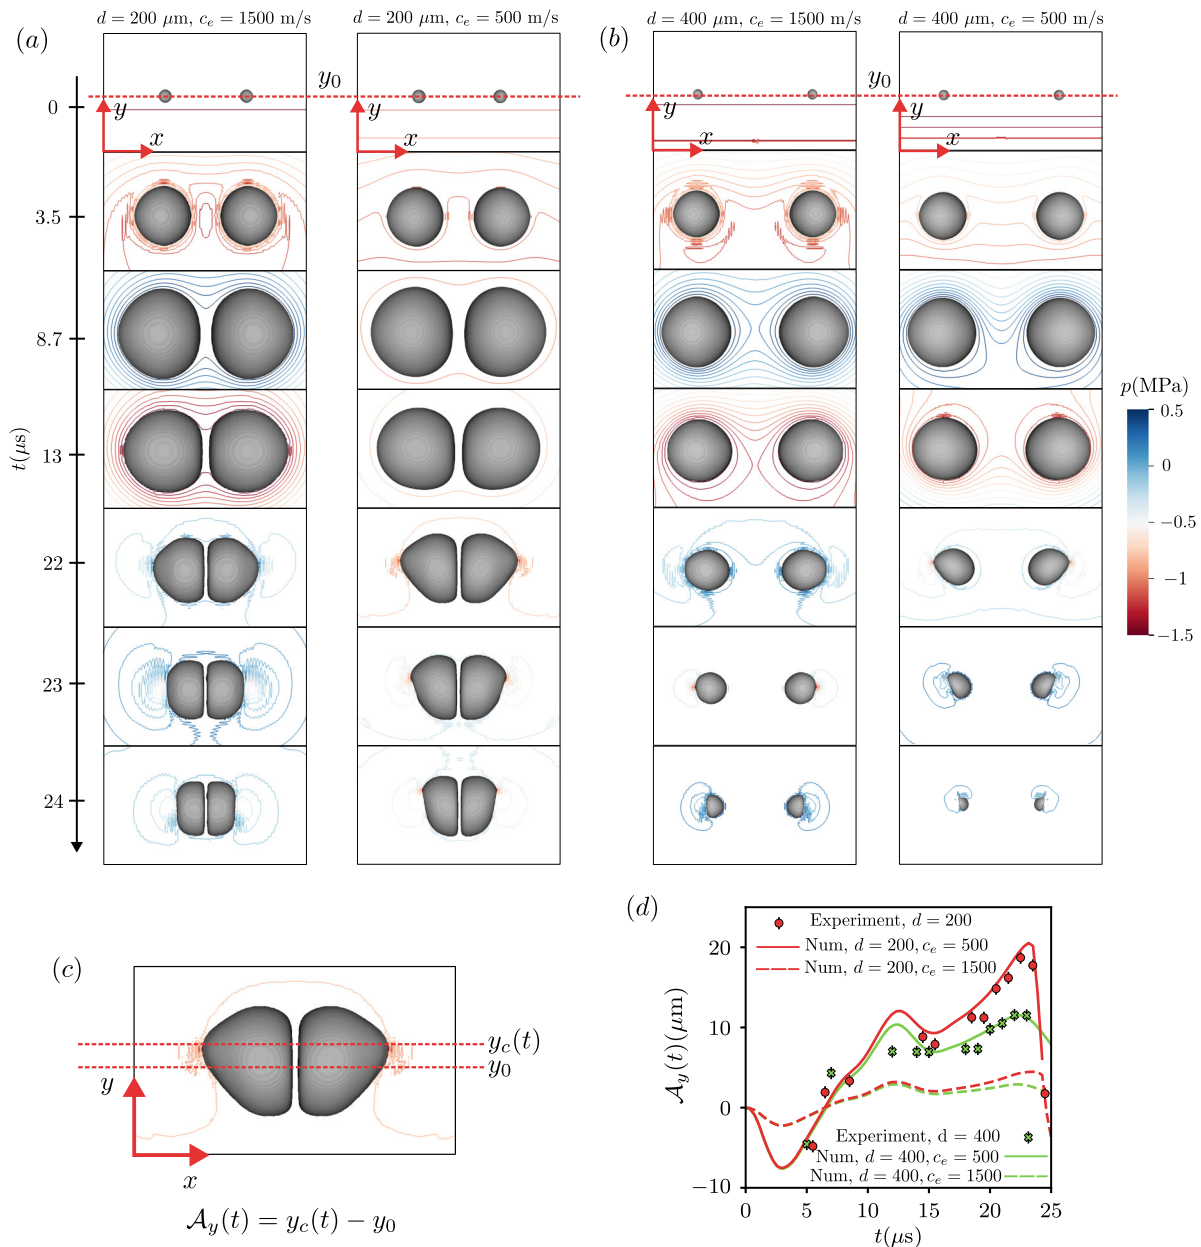 (a)
d = 200 μm, c_e = 1500 m/s
d = 200 μm, c_e = 500 m/s
(b)
d = 400 μm, c_e = 1500 m/s
d = 400 μm, c_e = 500 m/s
y_0
y_0
0
y
x
y
x
y
x
y
x
3.5
8.7
13
22
23
24
t(μs)
p(MPa)
0.5
0
−1
−1.5
(c)
y_c(t)
y_0
y
x
𝒜_y(t) = y_c(t) − y_0
(d)
Experiment, d = 200
Num, d = 200, c_e = 500
Num, d = 200, c_e = 1500
Experiment, d = 400
Num, d = 400, c_e = 500
Num, d = 400, c_e = 1500
𝒜_y(t)(μm)
20
10
0
−10
0
5
10
15
20
25
t(μs)